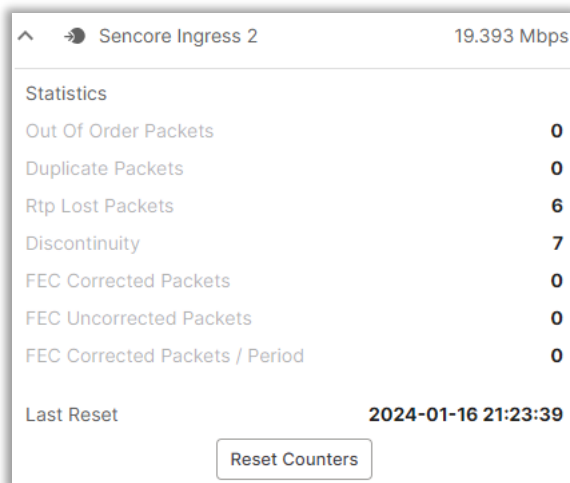 Sencore Ingress 2 19.393 Mbps
Statistics
Out Of Order Packets 0
Duplicate Packets 0
Rtp Lost Packets 6
Discontinuity 7
FEC Corrected Packets 0
FEC Uncorrected Packets 0
FEC Corrected Packets / Period 0
Last Reset 2024-01-16 21:23:39
Reset Counters